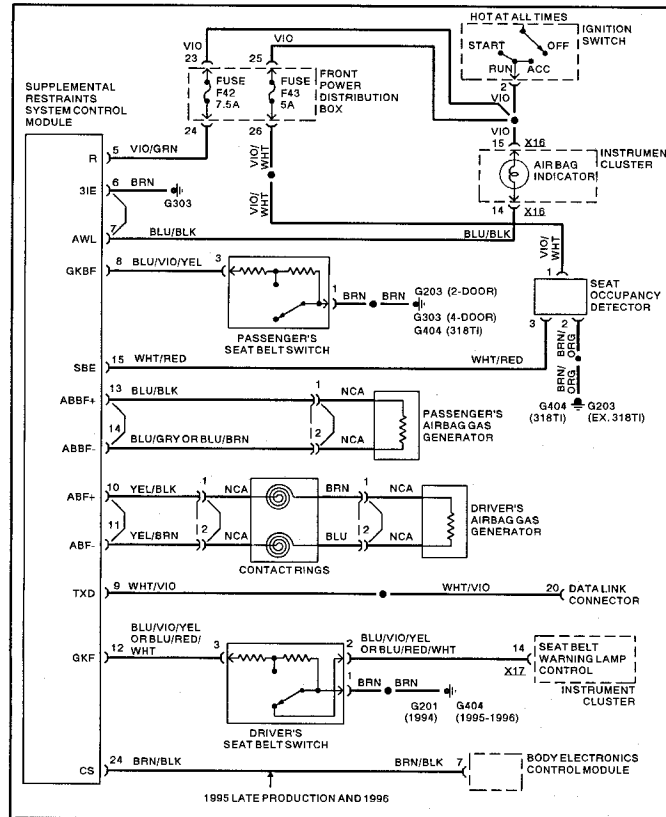 HOT AT ALL TIMES
IGNITION
SWITCH
START
OFF
RUN
ACC
2
VIO
VIO
VIO
23
VIO
25
FUSE
F42
7.5A
FUSE
F43
5A
FRONT
POWER
DISTRIBUTION
BOX
24
26
VIO/
WHT
VIO/
WHT
15
X16
INSTRUMENT
CLUSTER
AIRBAG
INDICATOR
14
X16
SUPPLEMENTAL
RESTRAINTS
SYSTEM CONTROL
MODULE
R
5
VIO/GRN
3IE
6
BRN
G303
7
AWL
BLU/BLK
BLU/BLK
VIO/
WHT
GKBF
8
BLU/VIO/YEL
3
1
BRN
BRN
G203 (2-DOOR)
G303 (4-DOOR)
G404 (318TI)
PASSENGER'S
SEAT BELT SWITCH
1
SEAT
OCCUPANCY
DETECTOR
3
2
BRN/
ORG
BRN/
ORG
G404
(318TI)
G203
(EX. 318TI)
SBE
15
WHT/RED
WHT/RED
ABBF+
13
BLU/BLK
1
NCA
14
ABBF-
BLU/GRY OR BLU/BRN
2
NCA
PASSENGER'S
AIRBAG GAS
GENERATOR
ABF+
10
YEL/BLK
1
NCA
BRN
1
NCA
11
ABF-
YEL/BRN
2
NCA
BLU
2
NCA
CONTACT RINGS
DRIVER'S
AIRBAG GAS
GENERATOR
TXD
9
WHT/VIO
WHT/VIO
20
DATA LINK
CONNECTOR
GKF
12
BLU/VIO/YEL
OR BLU/RED/
WHT
3
2
BLU/VIO/YEL
OR BLU/RED/WHT
14
X17
SEAT BELT
WARNING LAMP
CONTROL
INSTRUMENT
CLUSTER
1
BRN
BRN
G201
(1994)
G404
(1995-1996)
DRIVER'S
SEAT BELT SWITCH
CS
24
BRN/BLK
BRN/BLK
7
BODY ELECTRONICS
CONTROL MODULE
1995 LATE PRODUCTION AND 1996